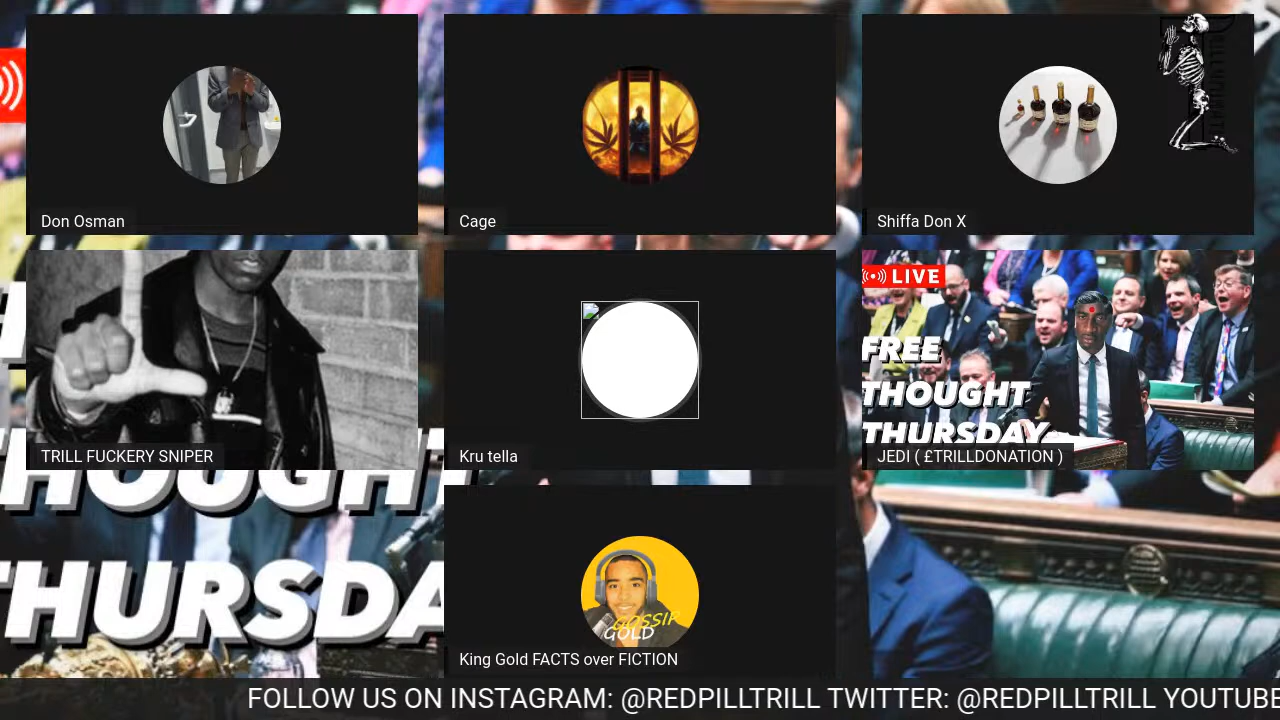 Don Osman
Cage
Shiffa Don X
TRILL FUCKERY SNIPER
Kru tella
LIVE
FREE
THOUGHT
THURSDAY
JEDI ( £TRILLDONATION )
THOUGHT
THURSDA
GOSSIP
GOLD
King Gold FACTS over FICTION
FOLLOW US ON INSTAGRAM: @REDPILLTRILL TWITTER: @REDPILLTRILL YOUTUBE